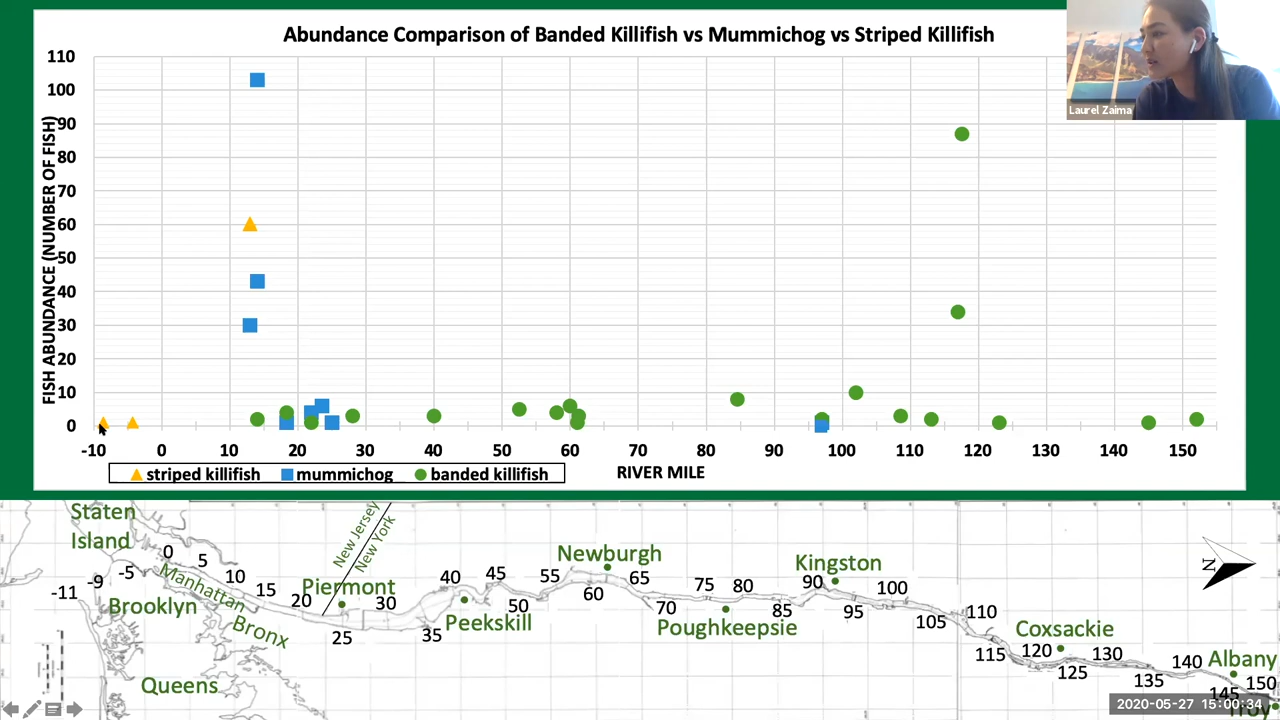 Abundance Comparison of Banded Killifish vs Mummichog vs Striped Killifish
Laurel Zaima
FISH ABUNDANCE (NUMBER OF FISH)
110
100
90
80
70
60
50
40
30
20
10
0
-10 0 10 20 30 40 50 60 70 80 90 100 110 120 130 140 150
striped killifish mummichog banded killifish
RIVER MILE
Staten
Island
New Jersey
New York
Manhattan
Bronx
Brooklyn
Queens
Piermont
Peekskill
Newburgh
Poughkeepsie
Kingston
Coxsackie
Albany
Troy
-11 -9 -5 0 5 10 15 20 25 30 35 40 45 50 55 60 65 70 75 80 85 90 95 100 105 110 115 120 125 130 135 140 145 150
N
2020-05-27 15:00:34